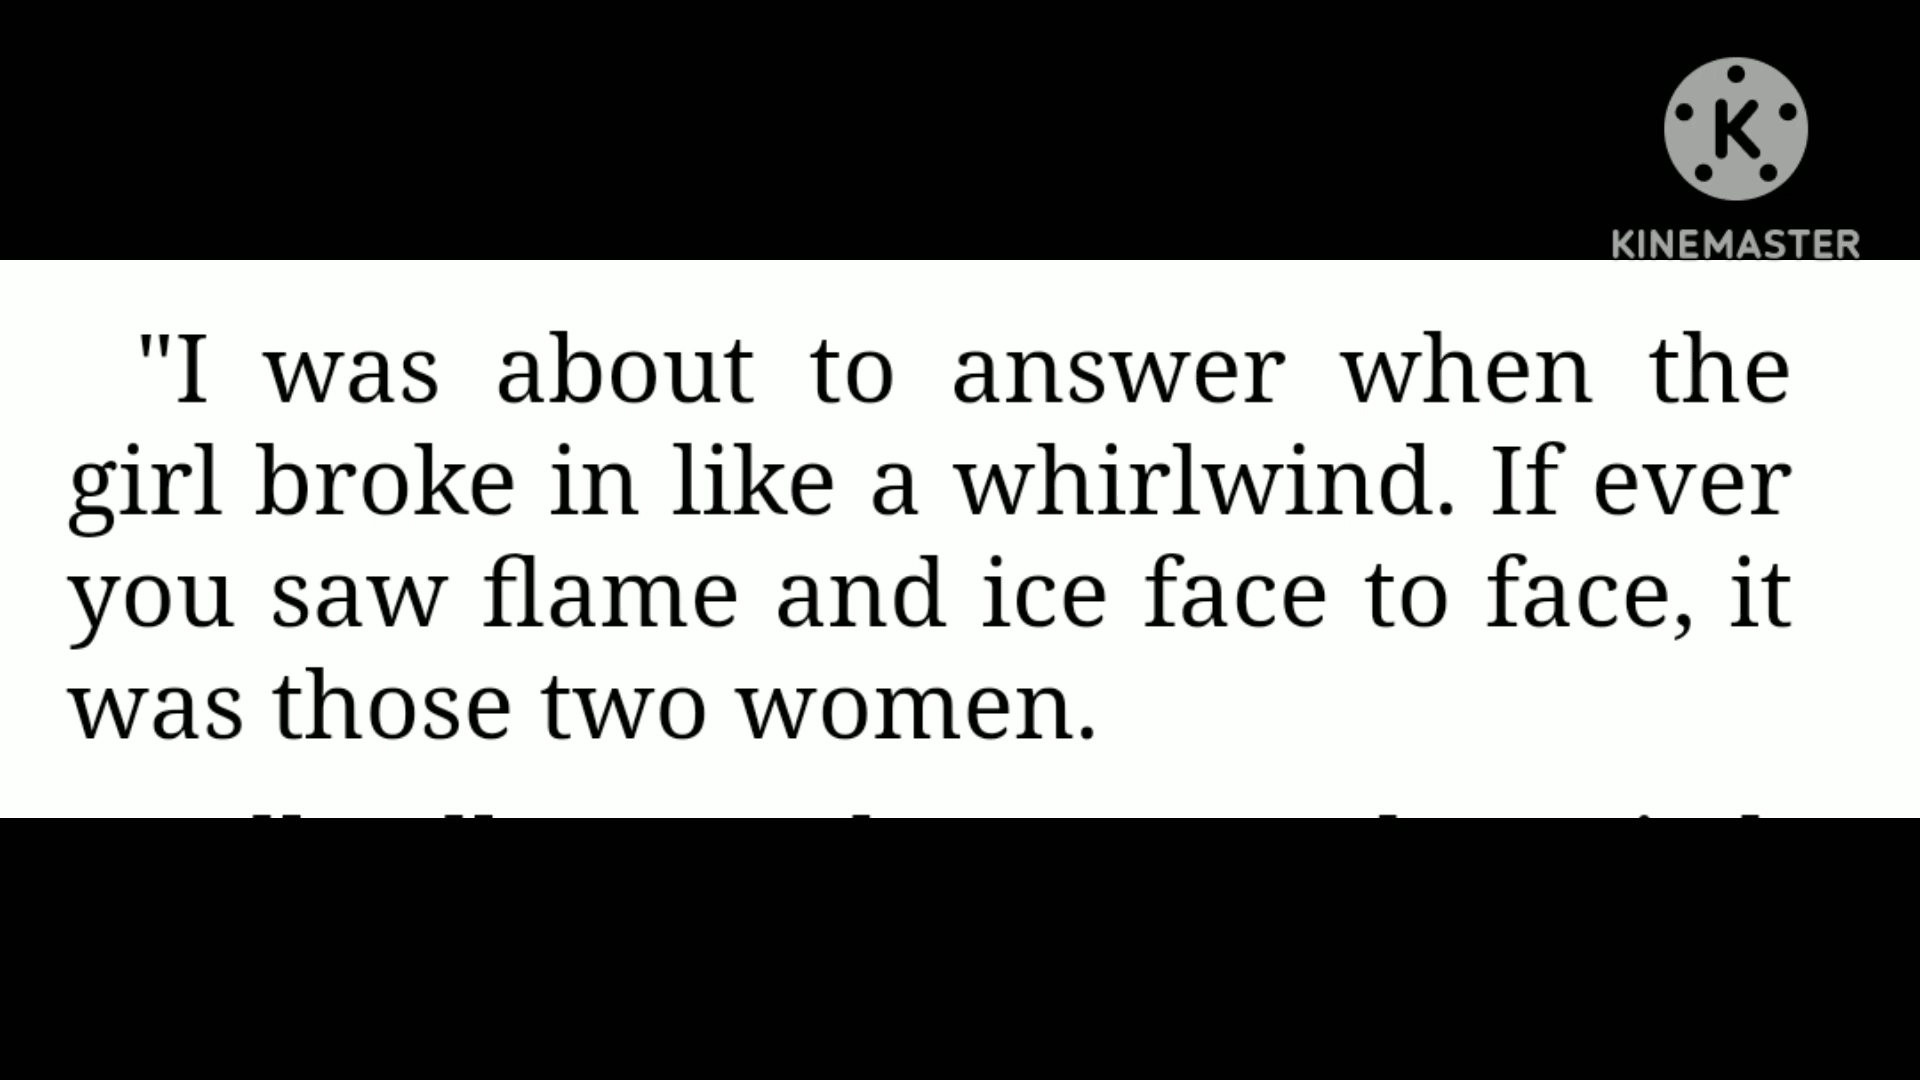 K
KINEMASTER
"I was about to answer when the
girl broke in like a whirlwind. If ever
you saw flame and ice face to face, it
was those two women.